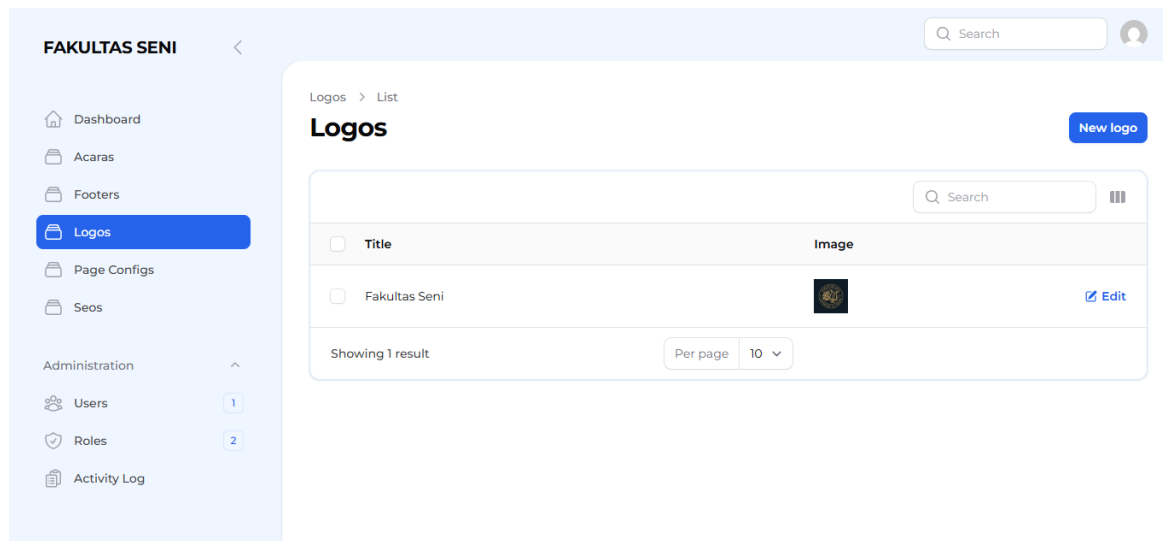 FAKULTAS SENI
Search
Dashboard
Acaras
Footers
Logos
Page Configs
Seos
Administration
Users 1
Roles 2
Activity Log
Logos > List
Logos
New logo
Search
Title Image
Fakultas Seni Edit
Showing 1 result Per page 10